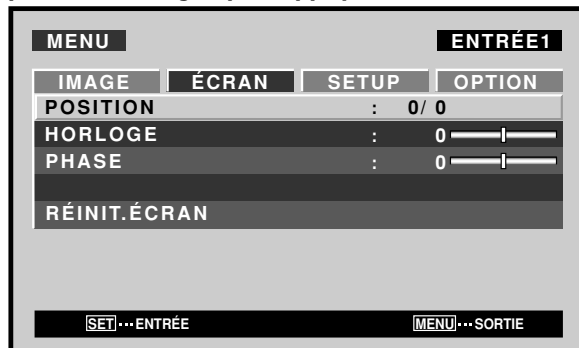 MENU ENTRÉE1
IMAGE ÉCRAN SETUP OPTION
POSITION : 0/ 0
HORLOGE : 0
PHASE : 0
RÉINIT.ÉCRAN
SET···ENTRÉE MENU···SORTIE